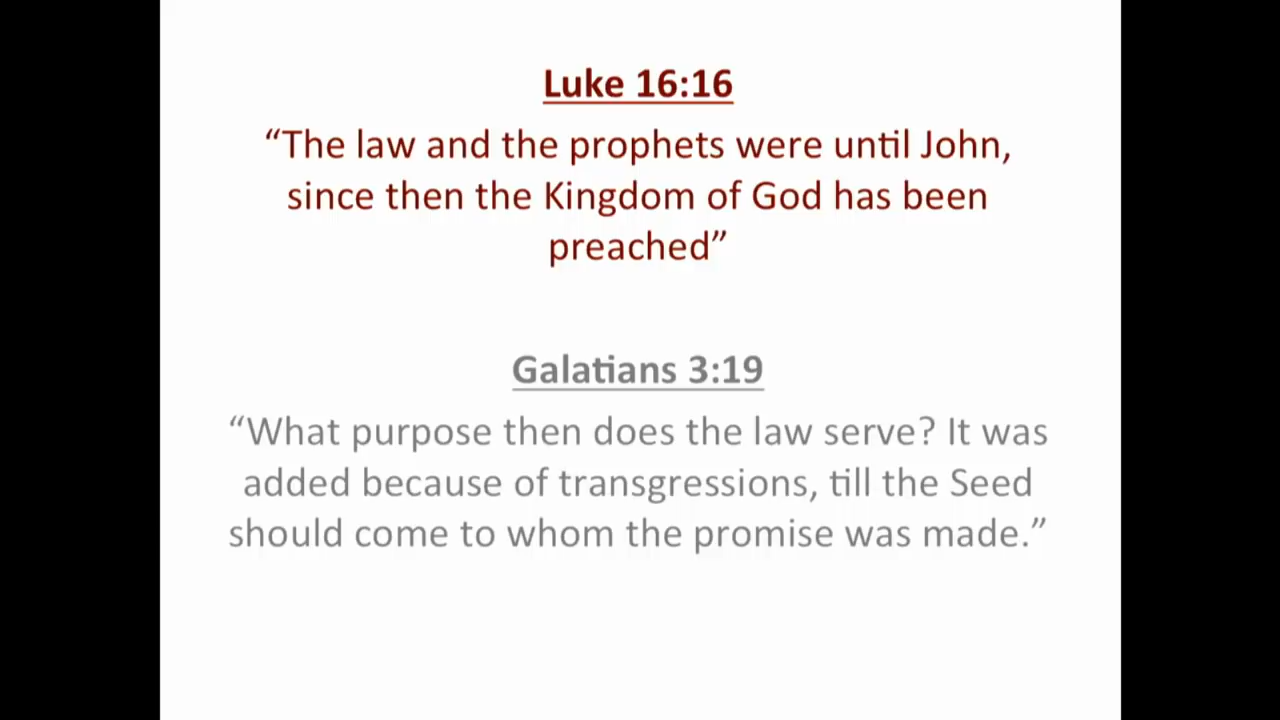 Luke 16:16
“The law and the prophets were until John,
since then the Kingdom of God has been
preached”
Galatians 3:19
“What purpose then does the law serve? It was
added because of transgressions, till the Seed
should come to whom the promise was made.”